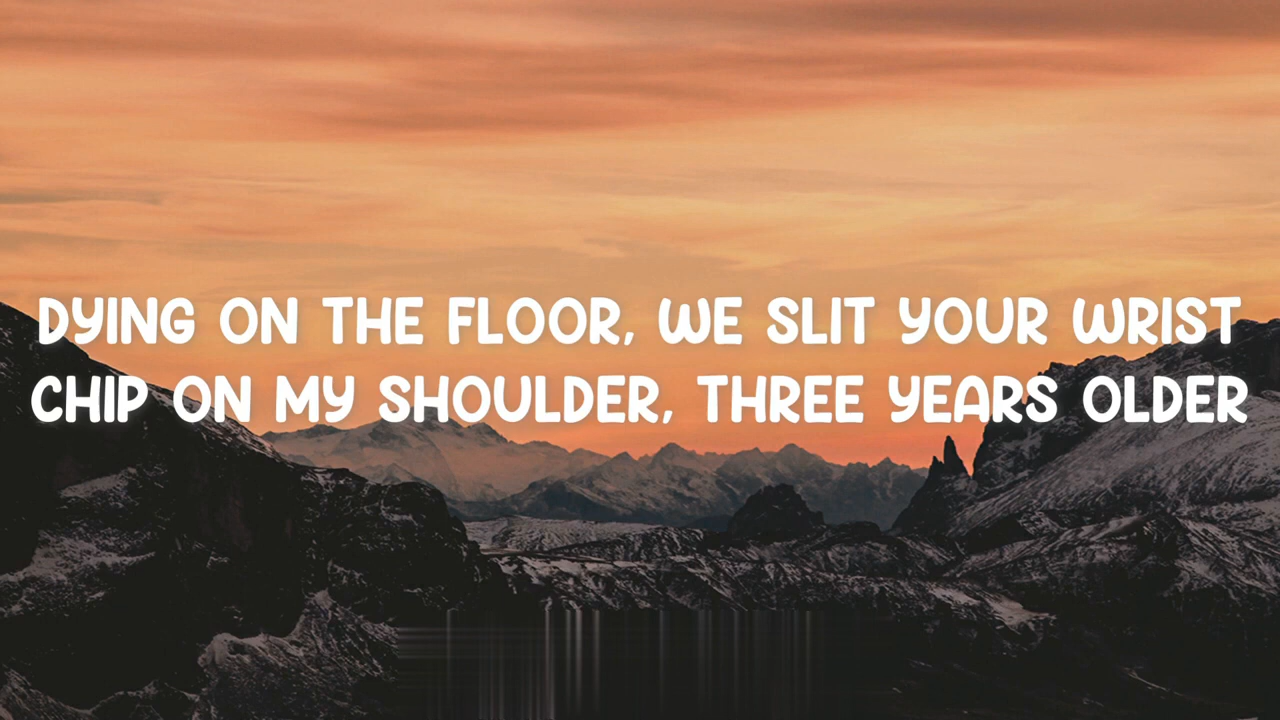 DYING ON THE FLOOR, WE SLIT YOUR WRIST
CHIP ON MY SHOULDER, THREE YEARS OLDER